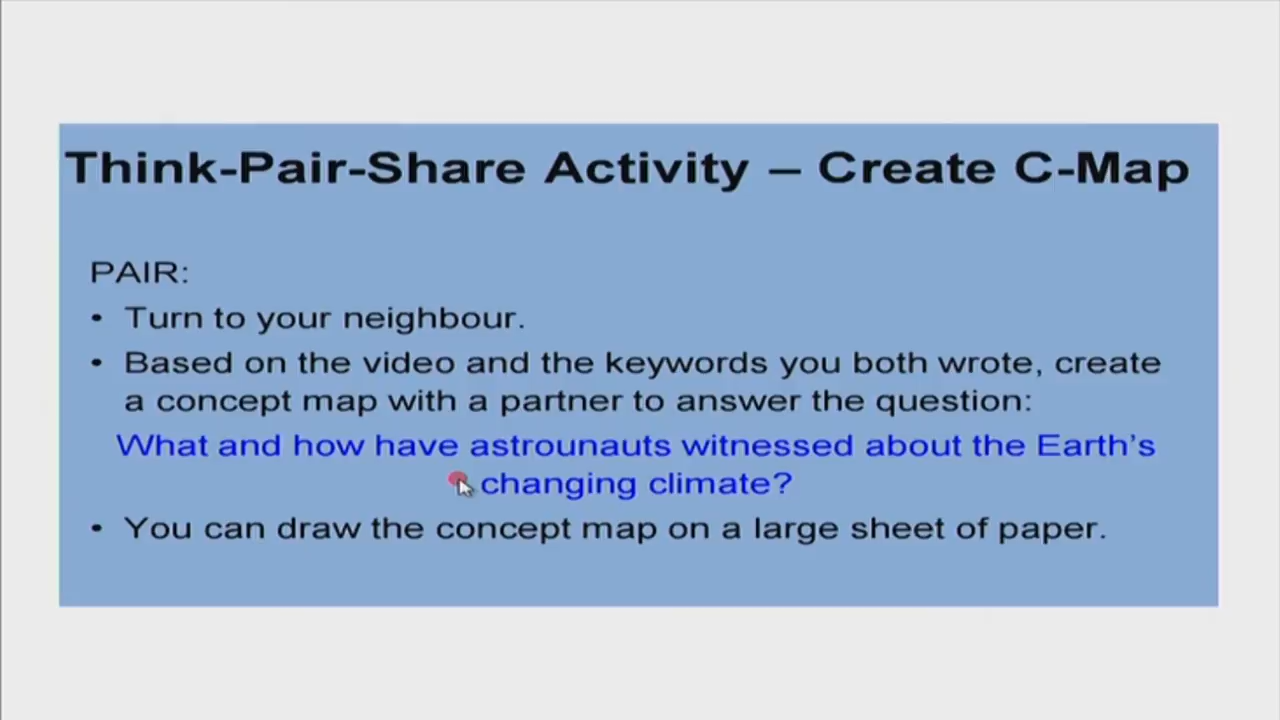 Think-Pair-Share Activity – Create C-Map
PAIR:
• Turn to your neighbour.
• Based on the video and the keywords you both wrote, create
a concept map with a partner to answer the question:
What and how have astrounauts witnessed about the Earth's
changing climate?
• You can draw the concept map on a large sheet of paper.